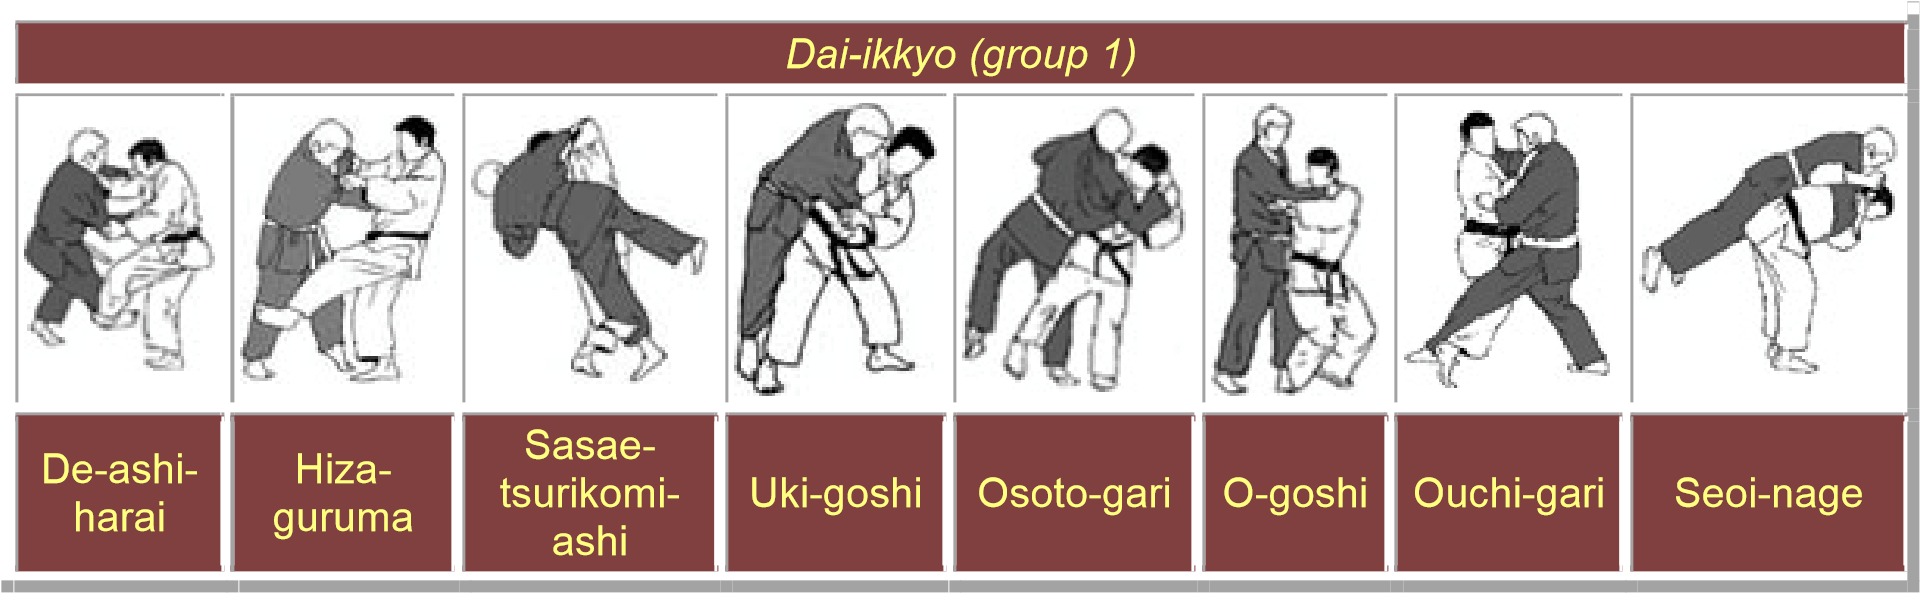 Dai-ikkyo (group 1)
De-ashi-
harai
Hiza-
guruma
Sasae-
tsurikomi-
ashi
Uki-goshi
Osoto-gari
O-goshi
Ouchi-gari
Seoi-nage